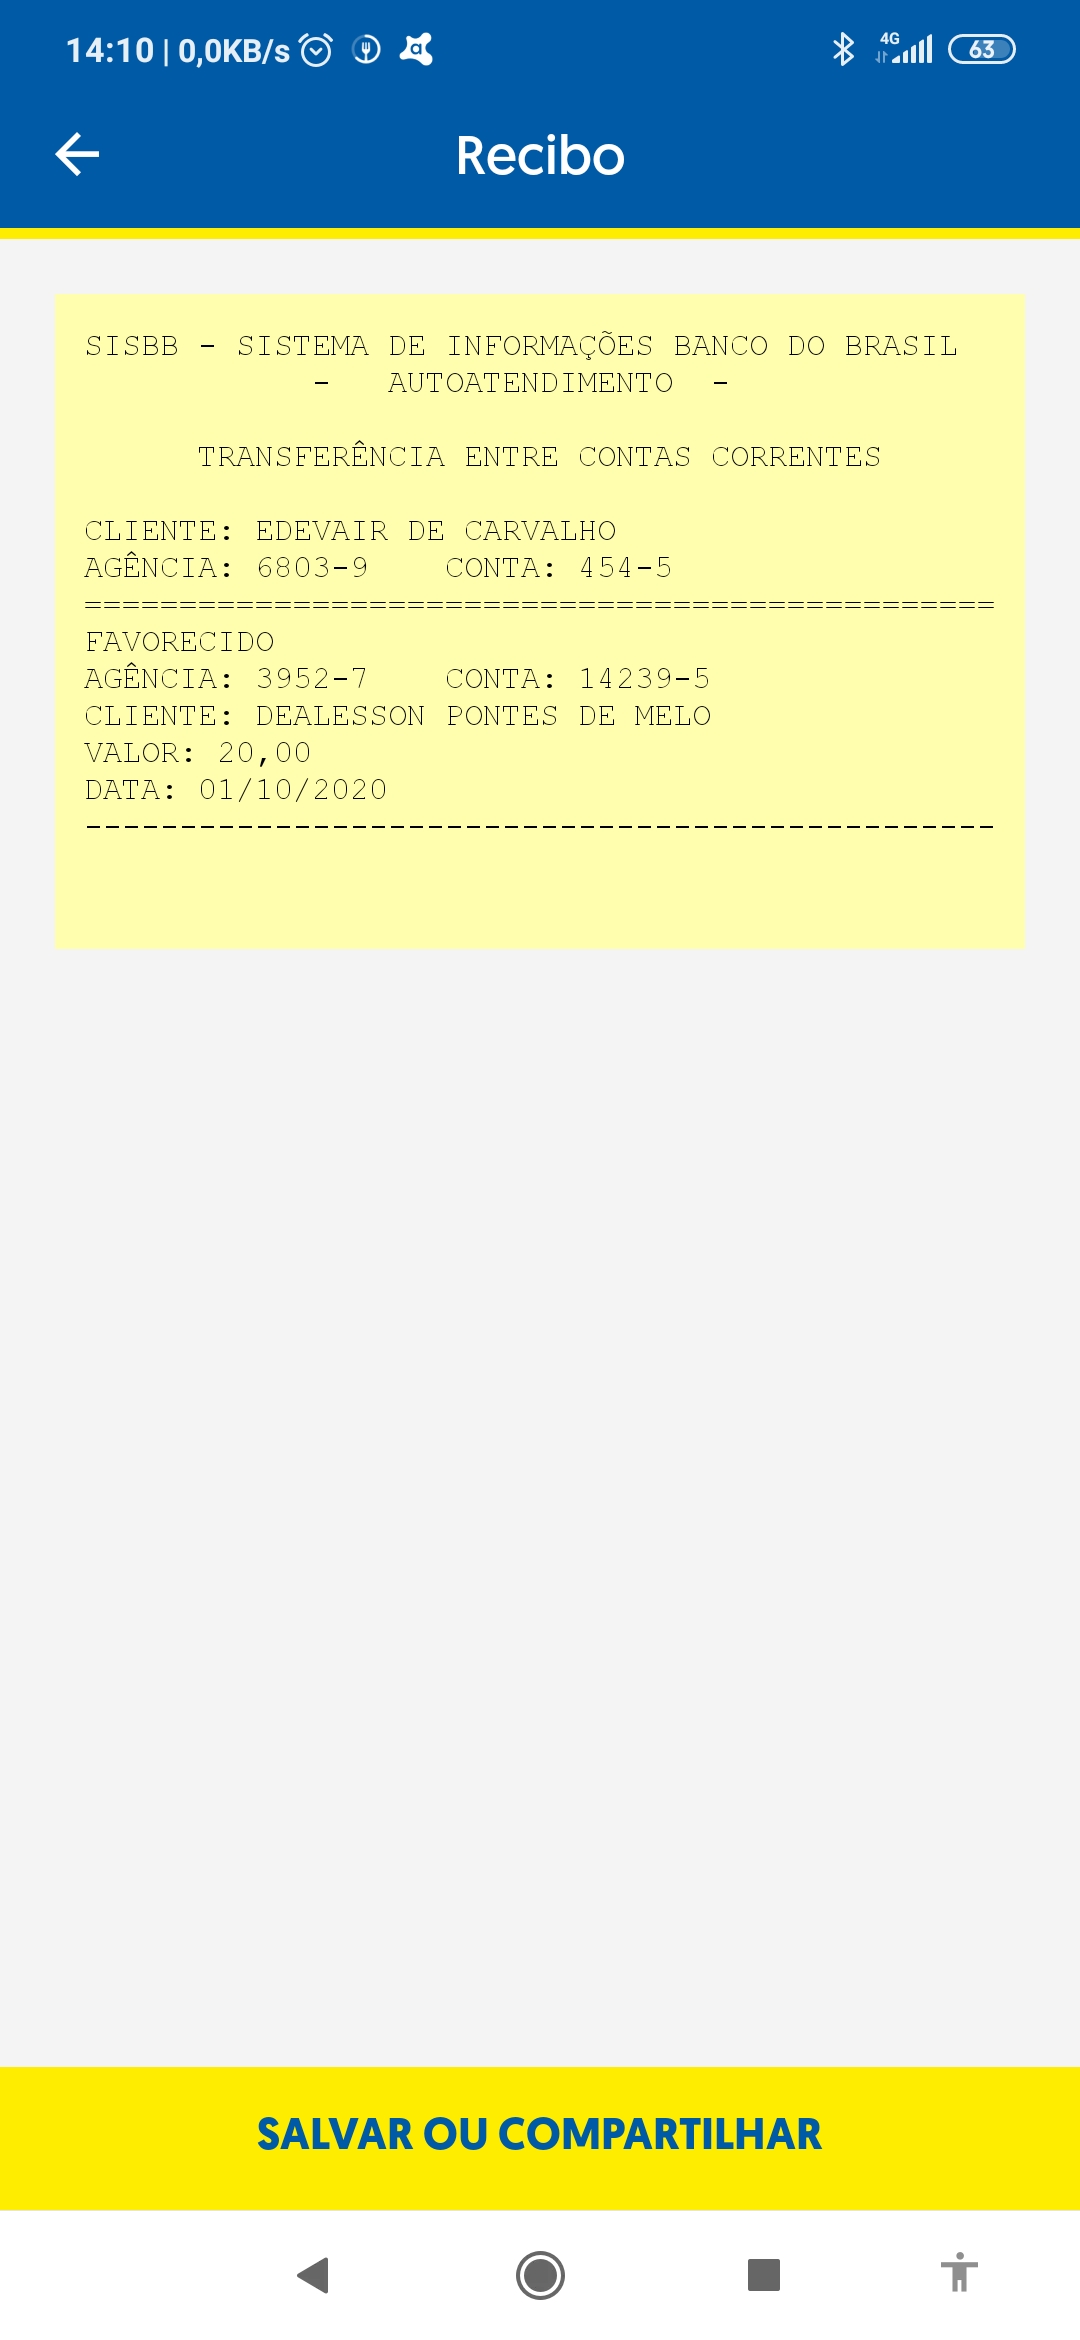 14:10 | 0,0KB/s
4G
63
Recibo
SISBB - SISTEMA DE INFORMAÇÕES BANCO DO BRASIL
- AUTOATENDIMENTO -
TRANSFERÊNCIA ENTRE CONTAS CORRENTES
CLIENTE: EDEVAIR DE CARVALHO
AGÊNCIA: 6803-9 CONTA: 454-5
================================================
FAVORECIDO
AGÊNCIA: 3952-7 CONTA: 14239-5
CLIENTE: DEALESSON PONTES DE MELO
VALOR: 20,00
DATA: 01/10/2020
------------------------------------------------
SALVAR OU COMPARTILHAR